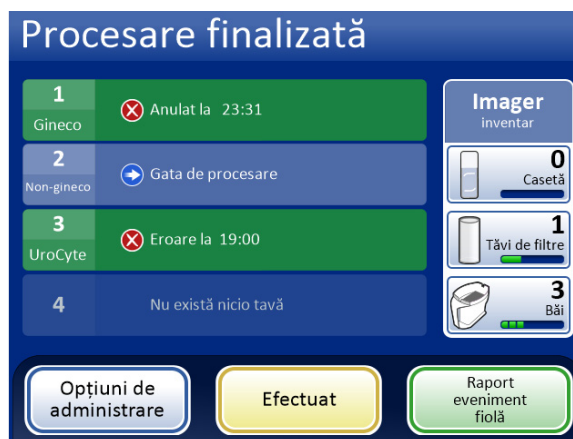 Procesare finalizată
1
Gineco
Anulat la 23:31
2
Non-gineco
Gata de procesare
3
UroCyte
Eroare la 19:00
4
Nu există nicio tavă
Imager
inventar
0
Casetă
1
Tăvi de filtre
3
Băi
Opțiuni de
administrare
Efectuat
Raport
eveniment
fiolă